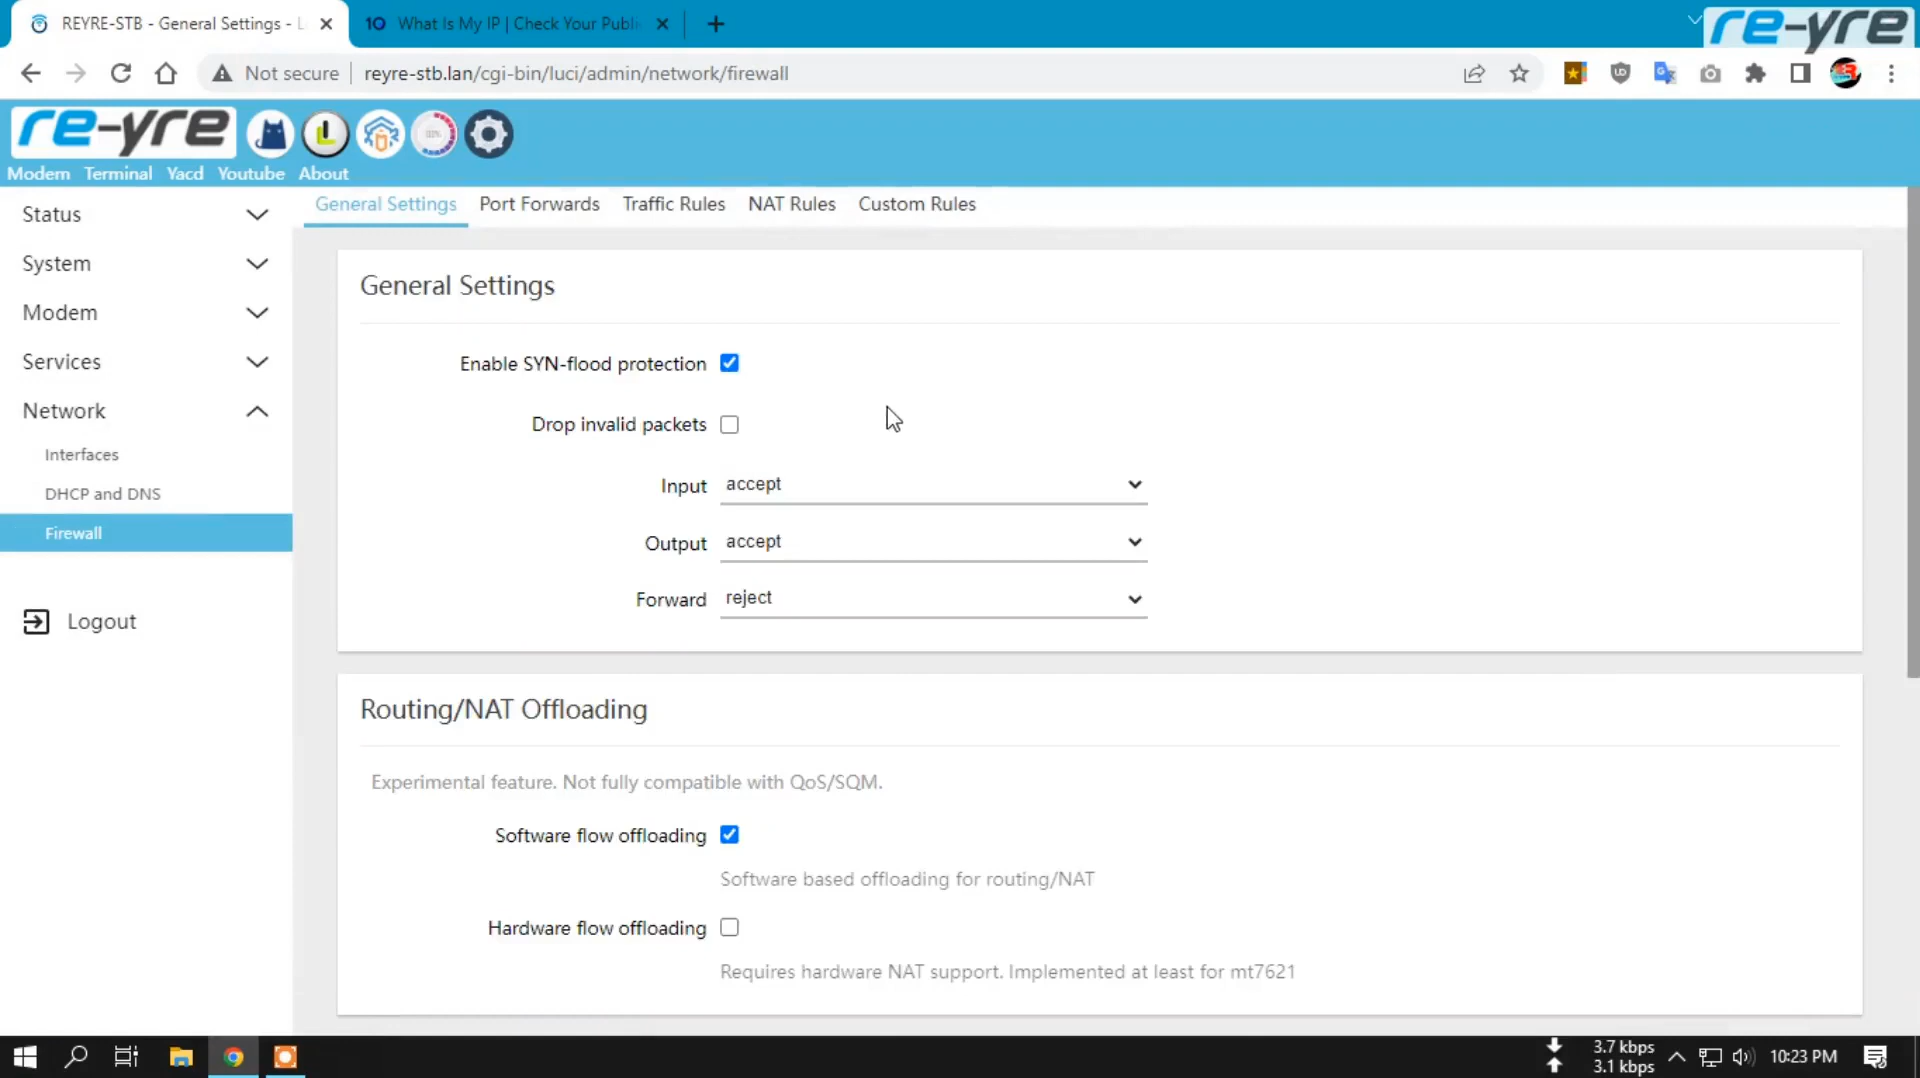 REYRE-STB - General Settings - L
What Is My IP | Check Your Publi
re-yre
Not secure
reyre-stb.lan/cgi-bin/luci/admin/network/firewall
re-yre
Modem Terminal Yacd Youtube About
Status
System
Modem
Services
Network
Interfaces
DHCP and DNS
Firewall
Logout
General Settings Port Forwards Traffic Rules NAT Rules Custom Rules
General Settings
Enable SYN-flood protection
Drop invalid packets
Input accept
Output accept
Forward reject
Routing/NAT Offloading
Experimental feature. Not fully compatible with QoS/SQM.
Software flow offloading
Software based offloading for routing/NAT
Hardware flow offloading
Requires hardware NAT support. Implemented at least for mt7621
3.7 kbps
3.1 kbps
10:23 PM